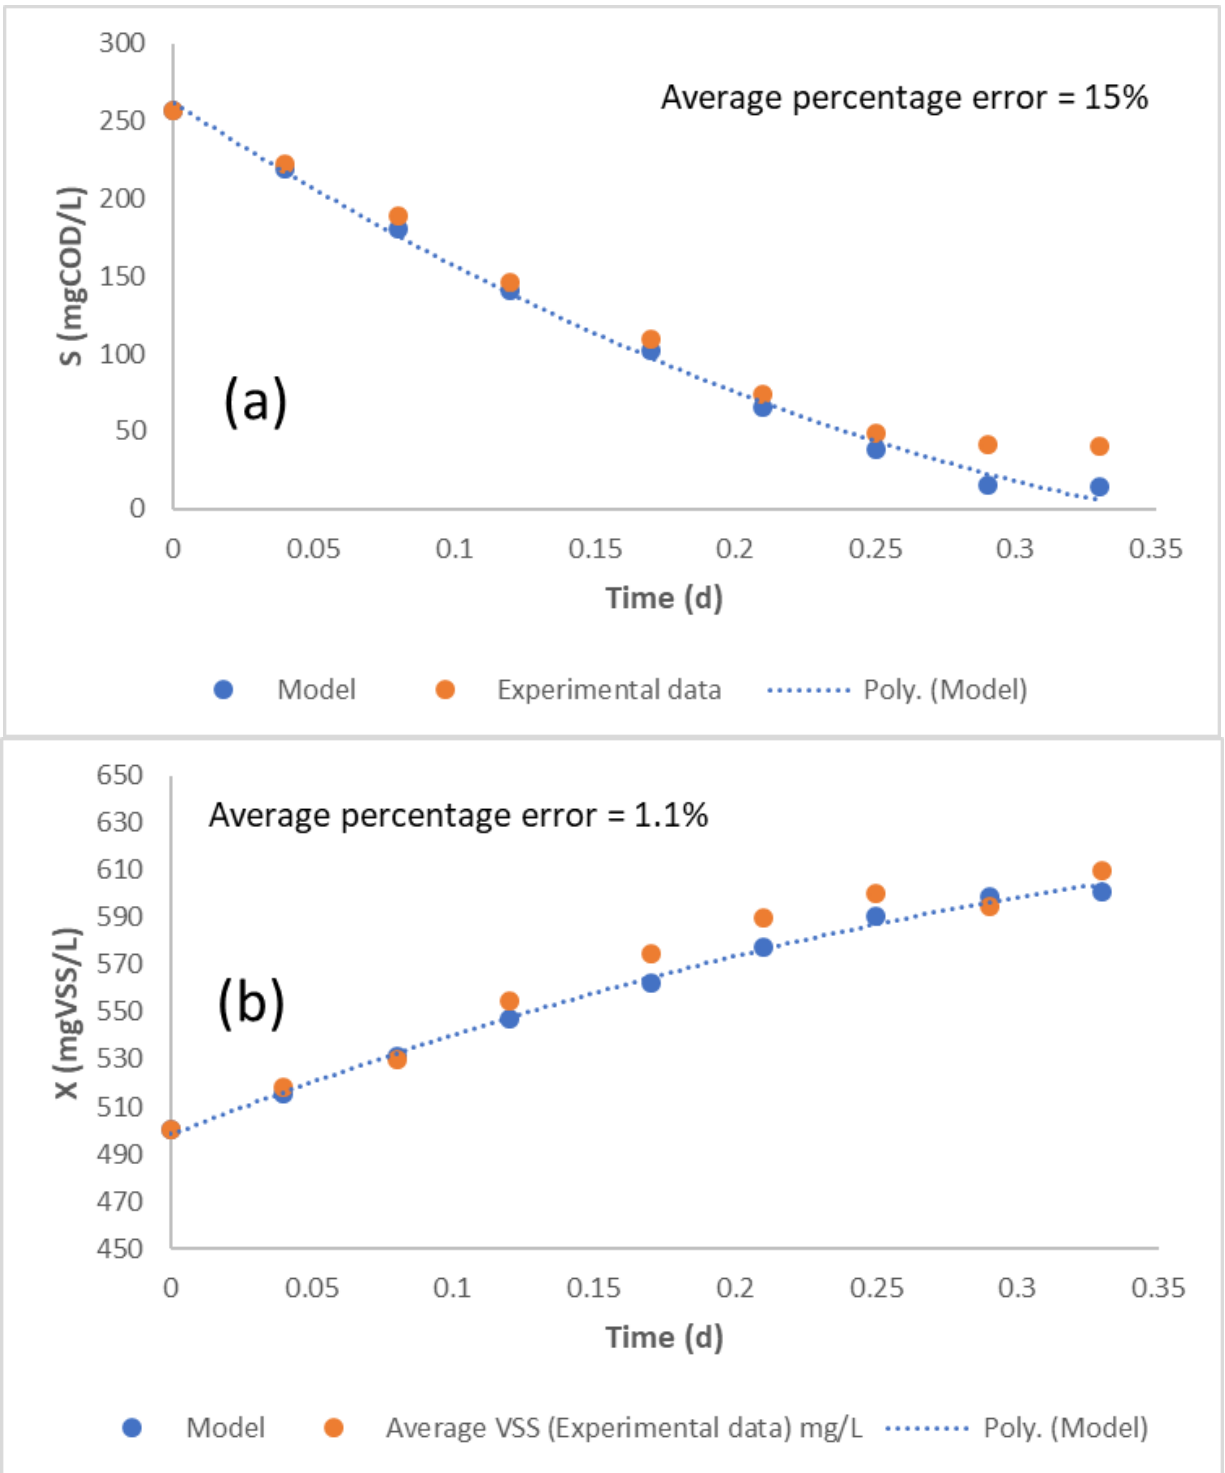 300
Average percentage error = 15%
250
200
150
100
50
0
S (mgCOD/L)
(a)
0 0.05 0.1 0.15 0.2 0.25 0.3 0.35
Time (d)
Model Experimental data Poly. (Model)
650
630
Average percentage error = 1.1%
610
590
570
550
530
510
490
470
450
X (mgVSS/L)
(b)
0 0.05 0.1 0.15 0.2 0.25 0.3 0.35
Time (d)
Model Average VSS (Experimental data) mg/L Poly. (Model)